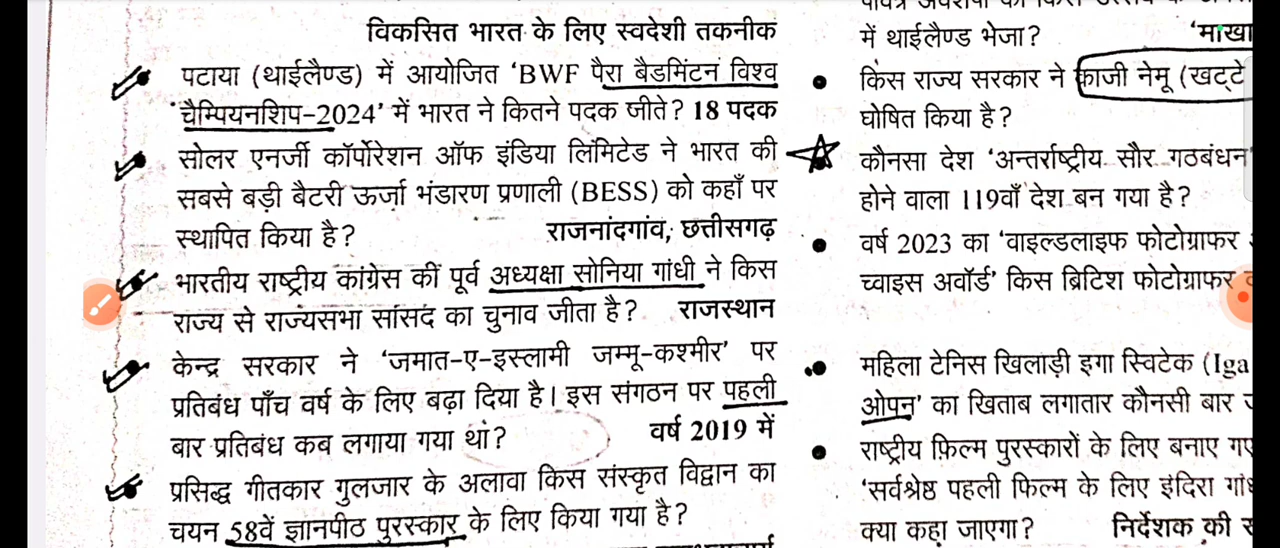 विकसित भारत के लिए स्वदेशी तकनीक
पटाया (थाईलैण्ड) में आयोजित ‘BWF पैरा बैडमिंटन विश्व
चैम्पियनशिप-2024’ में भारत ने कितने पदक जीते? 18 पदक
सोलर एनर्जी कॉर्पोरेशन ऑफ इंडिया लिमिटेड ने भारत की
सबसे बड़ी बैटरी ऊर्जा भंडारण प्रणाली (BESS) को कहाँ पर
स्थापित किया है? राजनांदगांव, छत्तीसगढ़
भारतीय राष्ट्रीय कांग्रेस की पूर्व अध्यक्षा सोनिया गांधी ने किस
राज्य से राज्यसभा सांसद का चुनाव जीता है? राजस्थान
केन्द्र सरकार ने ‘जमात-ए-इस्लामी जम्मू-कश्मीर’ पर
प्रतिबंध पाँच वर्ष के लिए बढ़ा दिया है। इस संगठन पर पहली
बार प्रतिबंध कब लगाया गया था? वर्ष 2019 में
प्रसिद्ध गीतकार गुलजार के अलावा किस संस्कृत विद्वान का
चयन 58वें ज्ञानपीठ पुरस्कार के लिए किया गया है?
में थाईलैण्ड भेजा? ‘माखा
किस राज्य सरकार ने काजी नेमू (खट्टे
घोषित किया है?
कौनसा देश ‘अन्तर्राष्ट्रीय सौर गठबंधन’
होने वाला 119वाँ देश बन गया है?
वर्ष 2023 का ‘वाइल्डलाइफ फोटोग्राफर
च्वाइस अवॉर्ड’ किस ब्रिटिश फोटोग्राफर
महिला टेनिस खिलाड़ी इगा स्विटेक (Iga
ओपन’ का खिताब लगातार कौनसी बार
राष्ट्रीय फ़िल्म पुरस्कारों के लिए बनाए गए
‘सर्वश्रेष्ठ पहली फिल्म के लिए इंदिरा
क्या कहा जाएगा? निर्देशक की